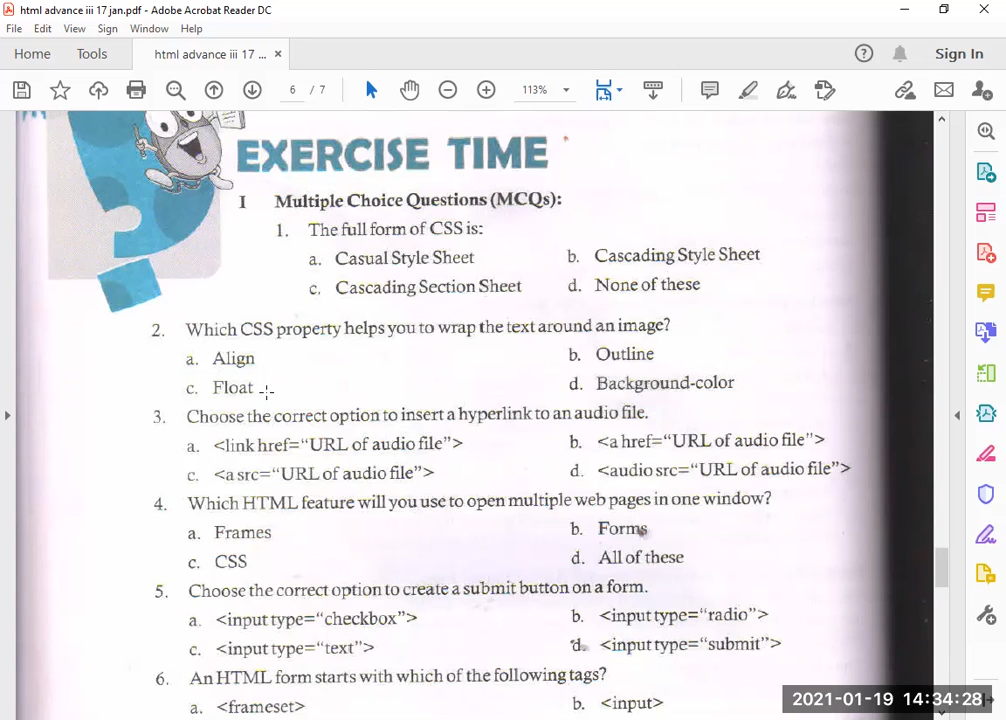 html advance iii 17 jan.pdf - Adobe Acrobat Reader DC
File Edit View Sign Window Help
Home Tools html advance iii 17 ... × Sign In
6 / 7 113%
EXERCISE TIME
I Multiple Choice Questions (MCQs):
1. The full form of CSS is:
a. Casual Style Sheet b. Cascading Style Sheet
c. Cascading Section Sheet d. None of these
2. Which CSS property helps you to wrap the text around an image?
a. Align b. Outline
c. Float d. Background-color
3. Choose the correct option to insert a hyperlink to an audio file.
a. <link href=“URL of audio file”> b. <a href=“URL of audio file”>
c. <a src=“URL of audio file”> d. <audio src=“URL of audio file”>
4. Which HTML feature will you use to open multiple web pages in one window?
a. Frames b. Forms
c. CSS d. All of these
5. Choose the correct option to create a submit button on a form.
a. <input type=“checkbox”> b. <input type=“radio”>
c. <input type=“text”> d. <input type=“submit”>
6. An HTML form starts with which of the following tags?
a. <frameset> b. <input>
2021-01-19 14:34:28